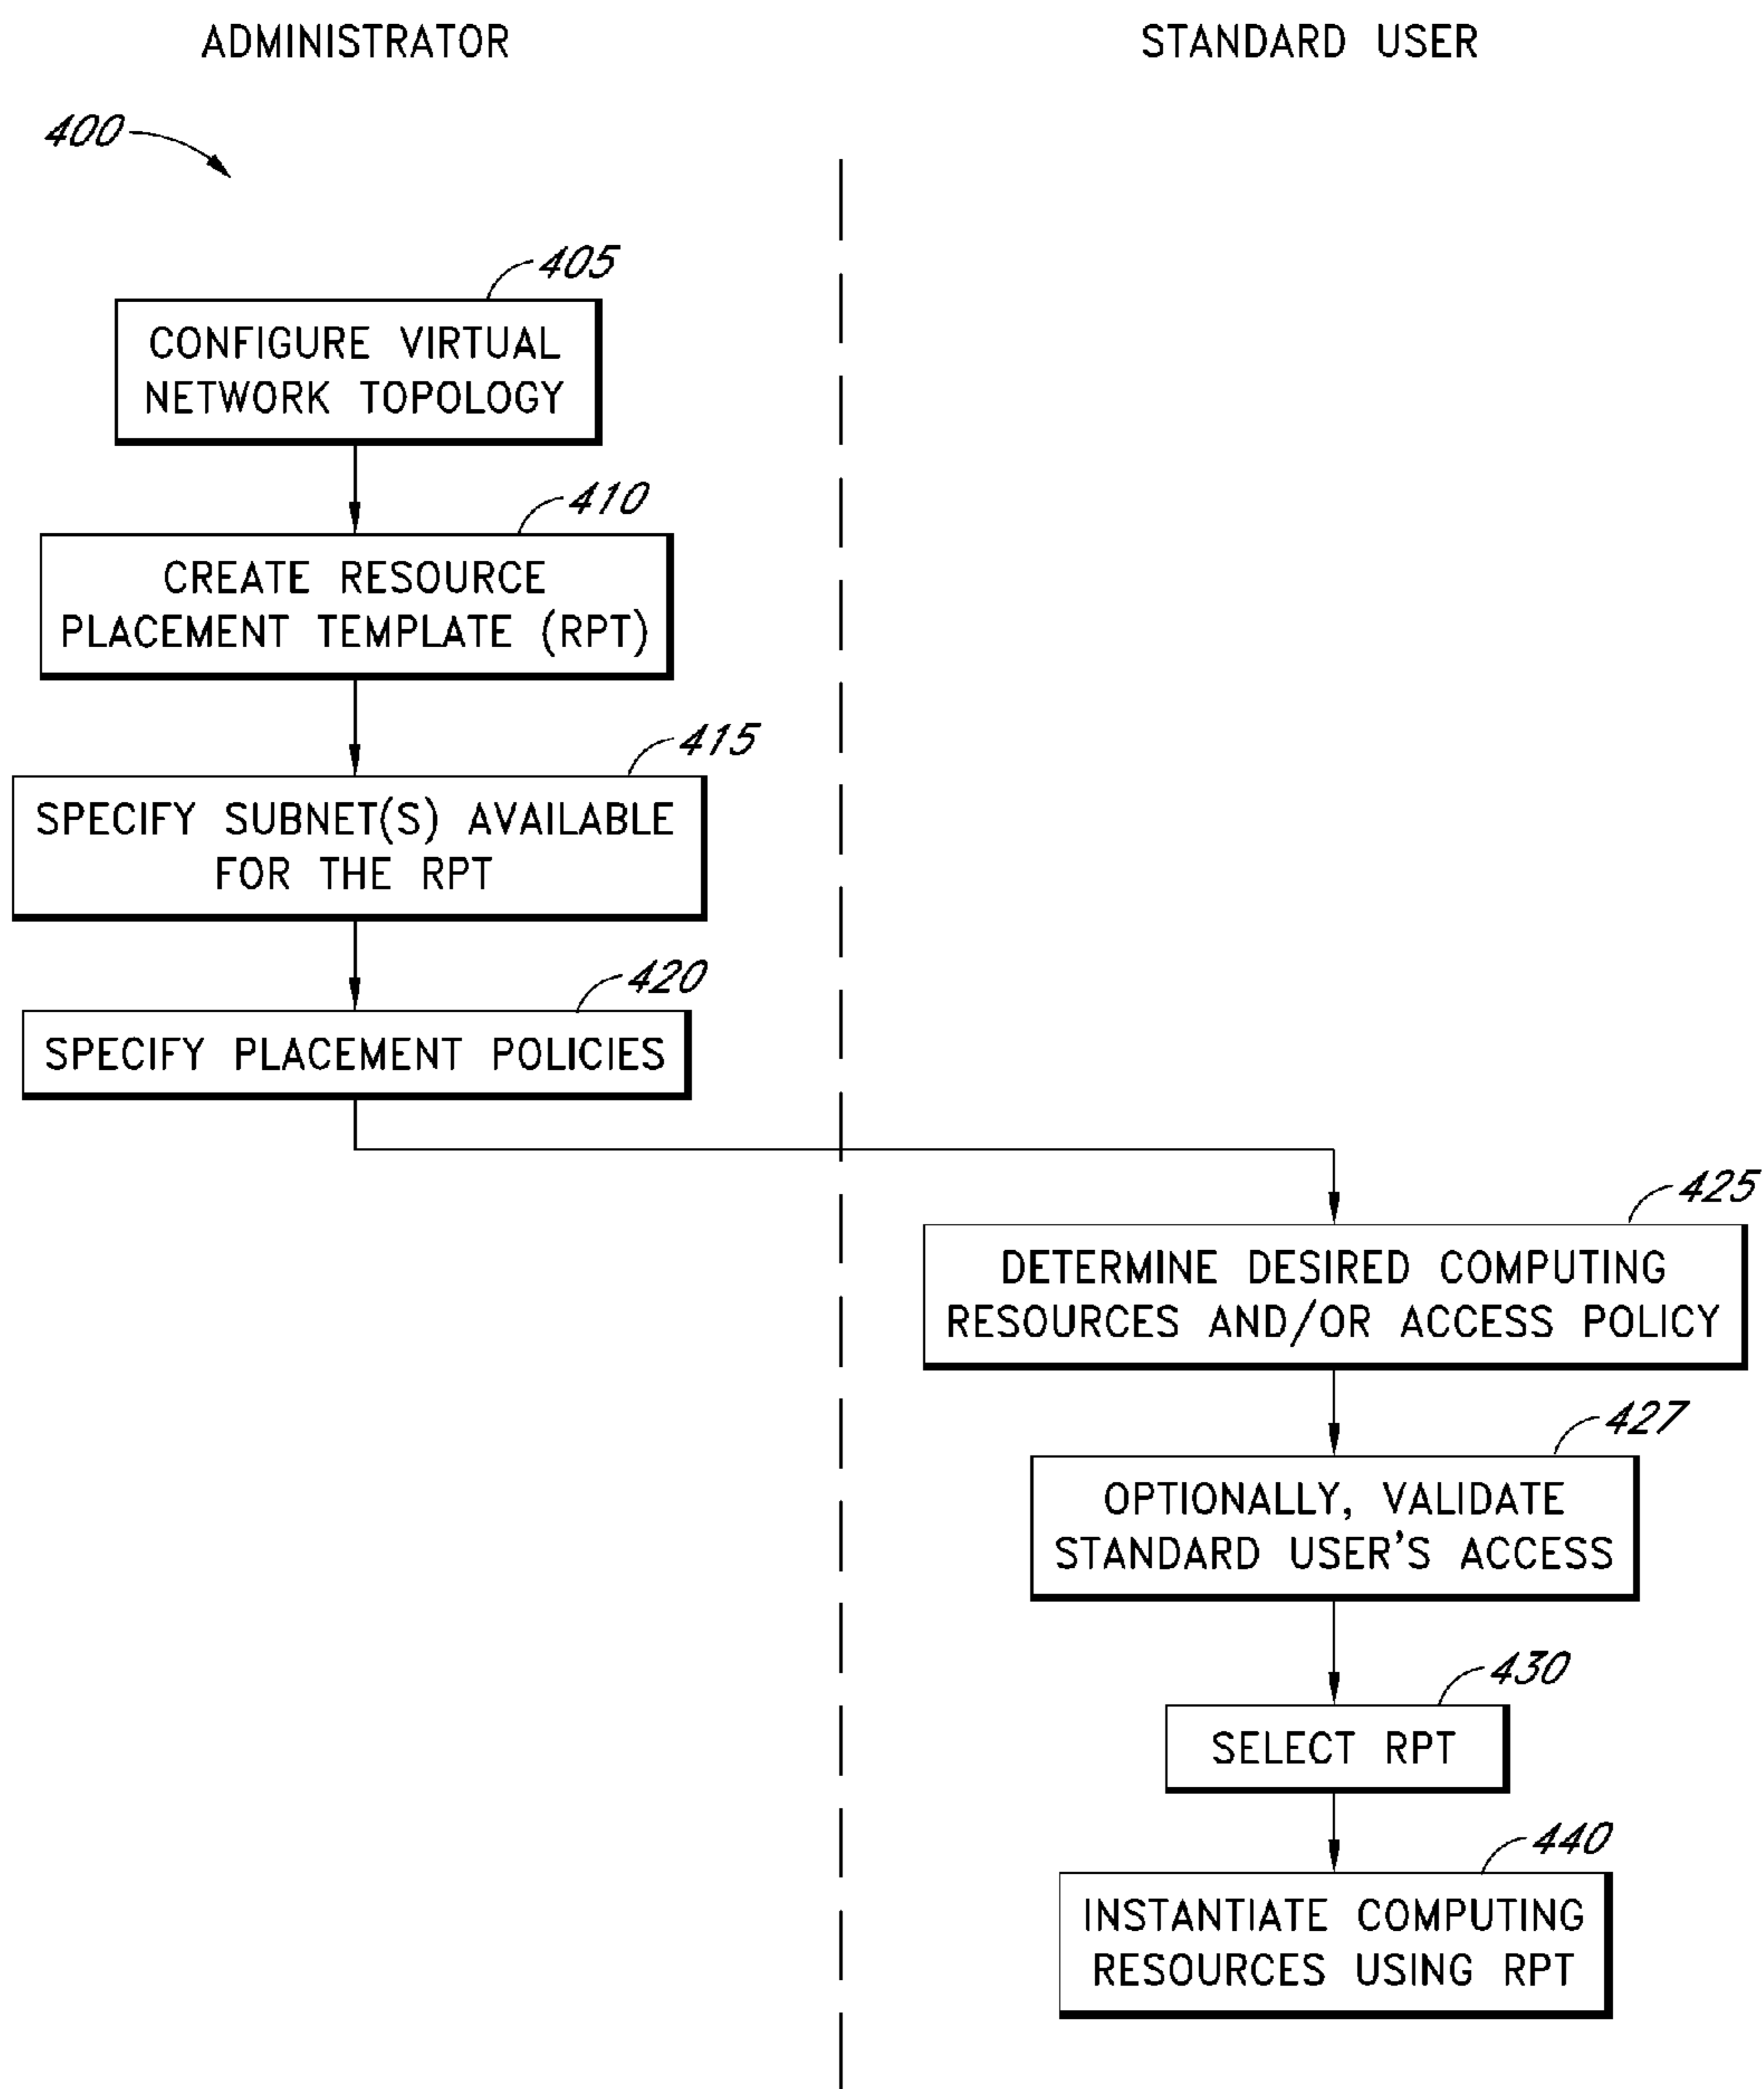 ADMINISTRATOR
STANDARD USER
400
405
CONFIGURE VIRTUAL
NETWORK TOPOLOGY
410
CREATE RESOURCE
PLACEMENT TEMPLATE (RPT)
415
SPECIFY SUBNET(S) AVAILABLE
FOR THE RPT
420
SPECIFY PLACEMENT POLICIES
425
DETERMINE DESIRED COMPUTING
RESOURCES AND/OR ACCESS POLICY
427
OPTIONALLY, VALIDATE
STANDARD USER'S ACCESS
430
SELECT RPT
440
INSTANTIATE COMPUTING
RESOURCES USING RPT